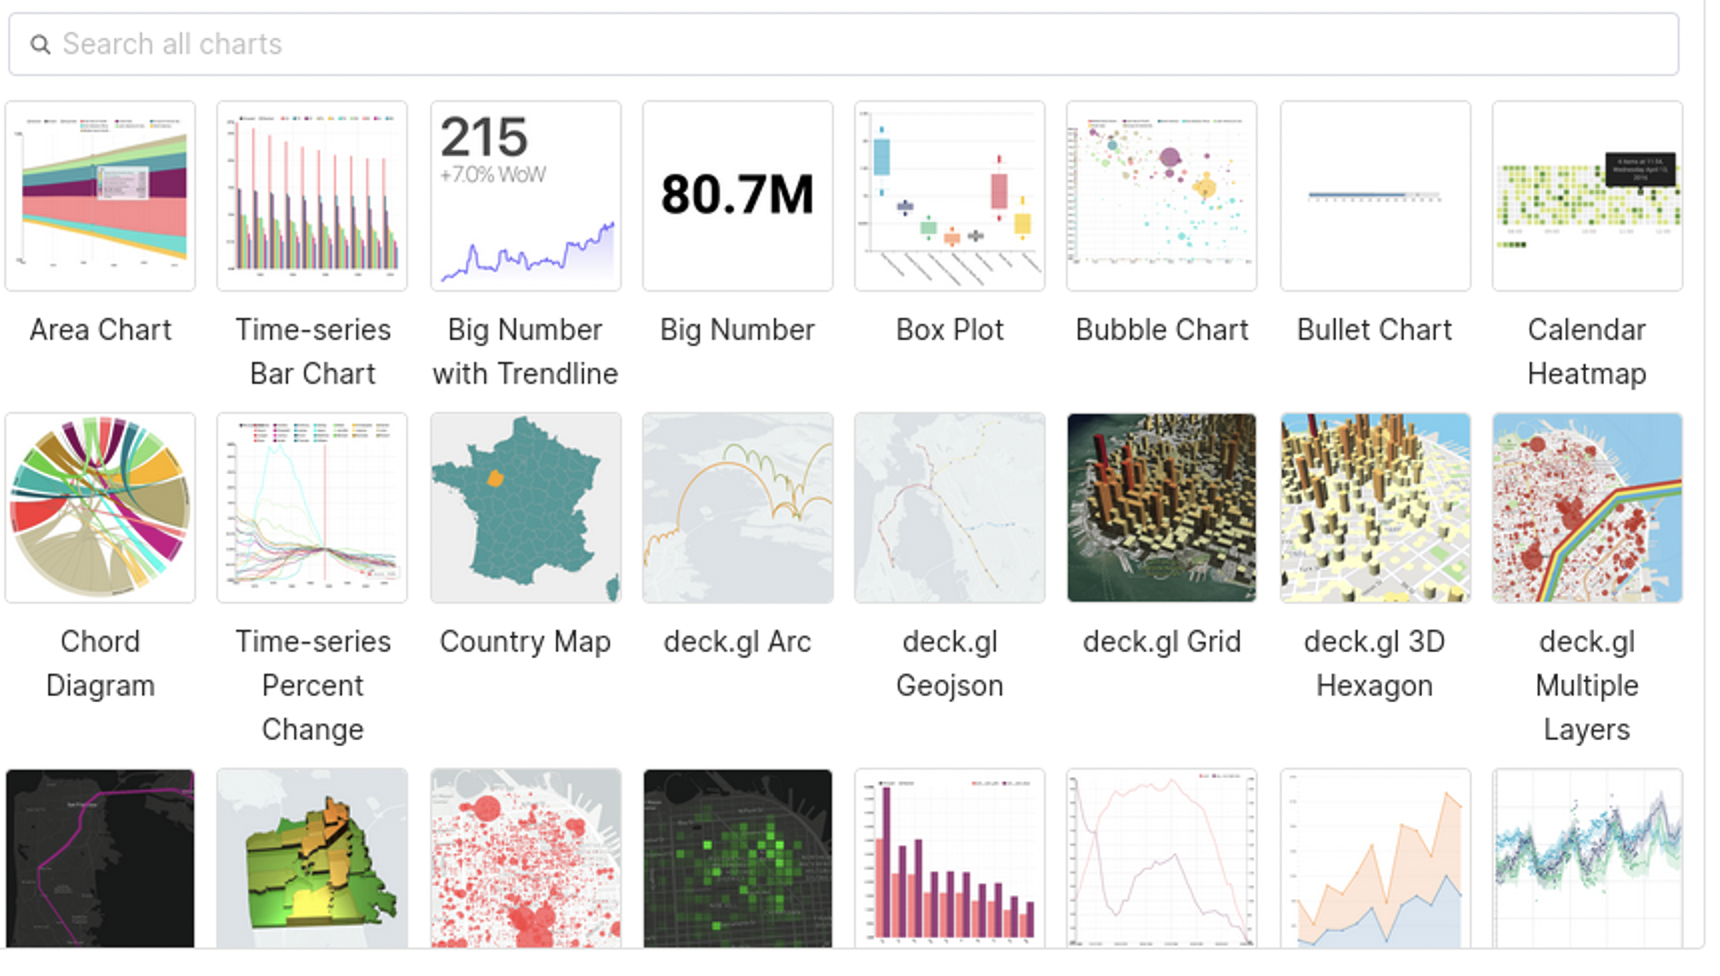 Search all charts
215
+7.0% WoW
80.7M
Area Chart
Time-series
Bar Chart
Big Number
with Trendline
Big Number
Box Plot
Bubble Chart
Bullet Chart
Calendar
Heatmap
Chord
Diagram
Time-series
Percent
Change
Country Map
deck.gl Arc
deck.gl
Geojson
deck.gl Grid
deck.gl 3D
Hexagon
deck.gl
Multiple
Layers